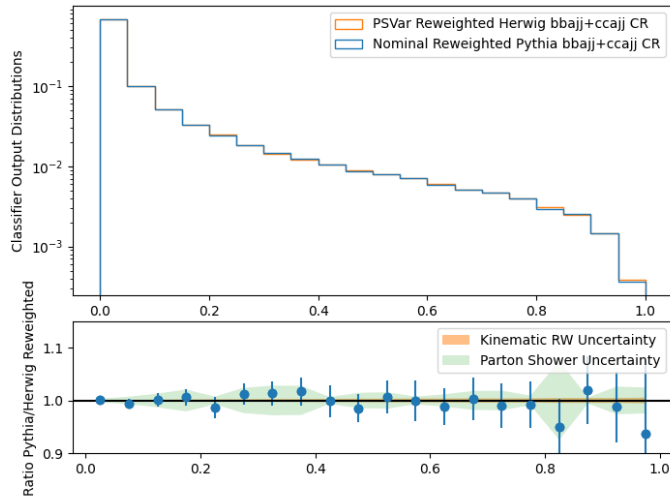 PSVar Reweighted Herwig bbajj+ccajj CR
Nominal Reweighted Pythia bbajj+ccajj CR
Classifier Output Distributions
10⁻¹
10⁻²
10⁻³
0.0 0.2 0.4 0.6 0.8 1.0
Kinematic RW Uncertainty
Parton Shower Uncertainty
Ratio Pythia/Herwig Reweighted
1.1
1.0
0.9
0.0 0.2 0.4 0.6 0.8 1.0